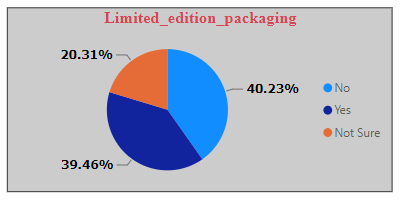 Limited_edition_packaging
20.31%
40.23%
No
Yes
Not Sure
39.46%